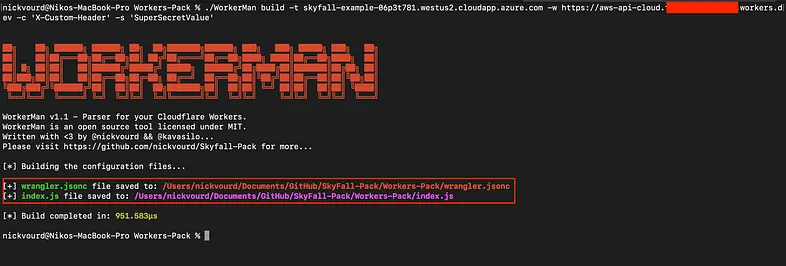 nickvourd@Nikos-MacBook-Pro Workers-Pack % ./WorkerMan build -t skyfall-example-06p3t781.westus2.cloudapp.azure.com -w https://aws-api-cloud. workers.d
ev -c 'X-Custom-Header' -s 'SuperSecretValue'
WORKERMAN
WorkerMan v1.1 - Parser for your Cloudflare Workers.
WorkerMan is an open source tool licensed under MIT.
Written with <3 by @nickvourd && @kavasilo...
Please visit https://github.com/nickvourd/Skyfall-Pack for more...
[*] Building the configuration files...
[+] wrangler.jsonc file saved to: /Users/nickvourd/Documents/GitHub/SkyFall-Pack/Workers-Pack/wrangler.jsonc
[+] index.js file saved to: /Users/nickvourd/Documents/GitHub/SkyFall-Pack/Workers-Pack/index.js
[*] Build completed in: 951.583µs
nickvourd@Nikos-MacBook-Pro Workers-Pack %